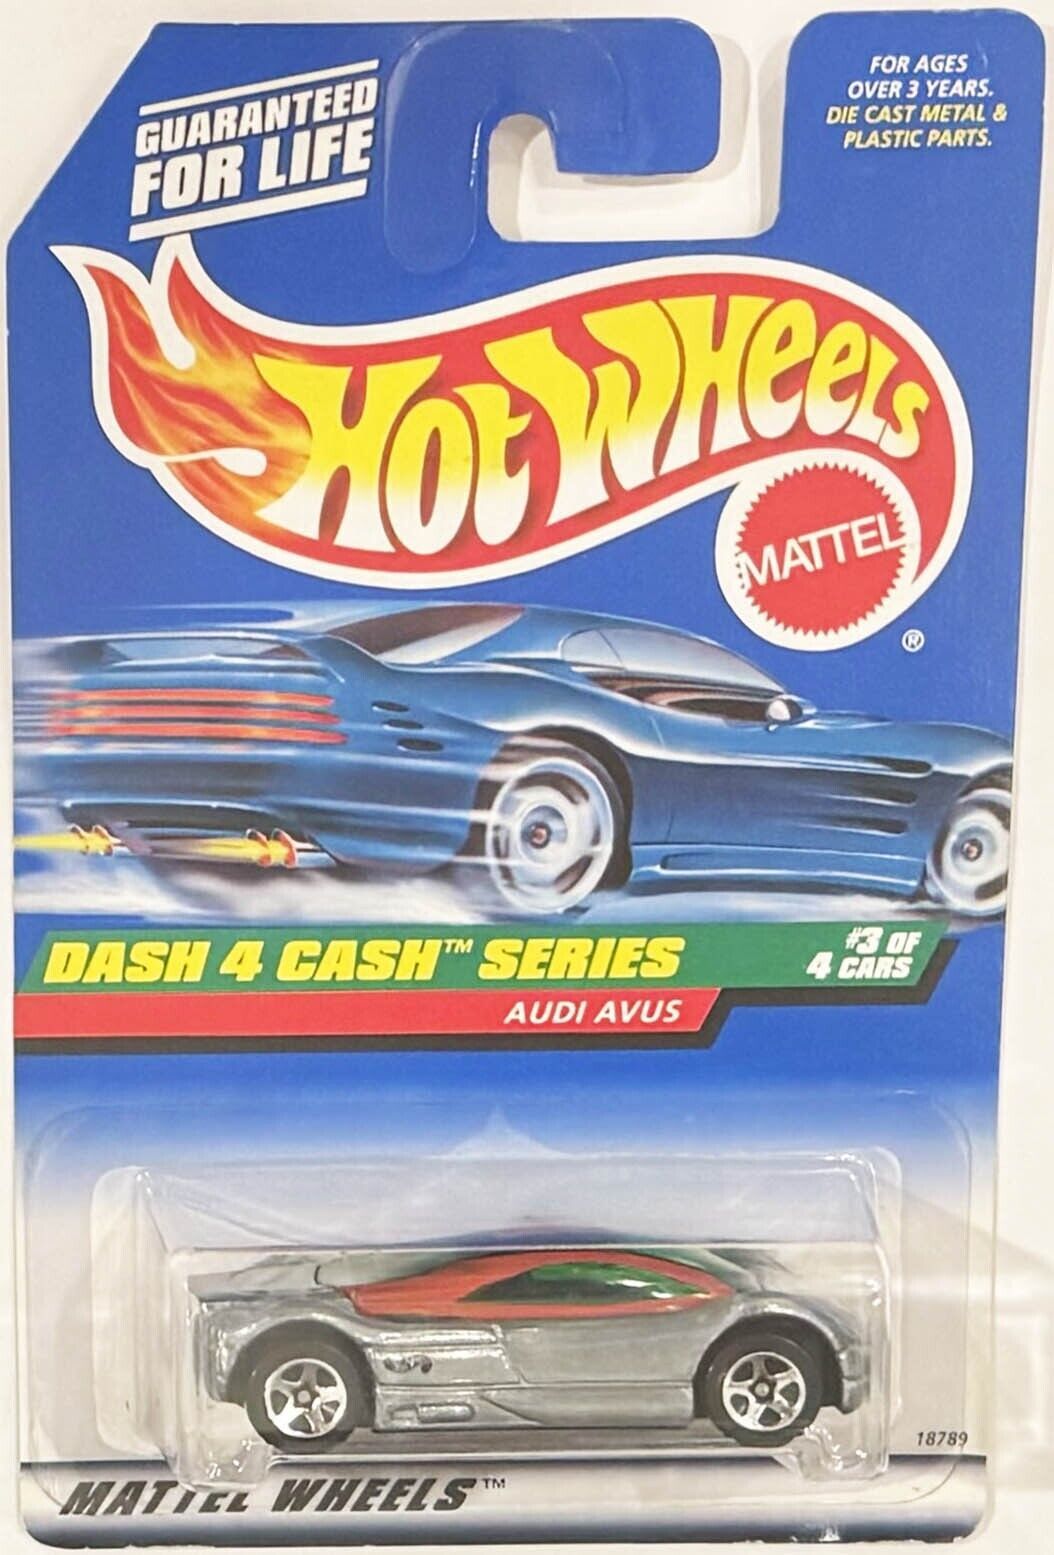 GUARANTEED
FOR LIFE
FOR AGES
OVER 3 YEARS.
DIE CAST METAL &
PLASTIC PARTS.
HOT WHEELS
MATTEL
®
DASH 4 CASH™ SERIES
#3 OF
4 CARS
AUDI AVUS
18789
MATTEL WHEELS™